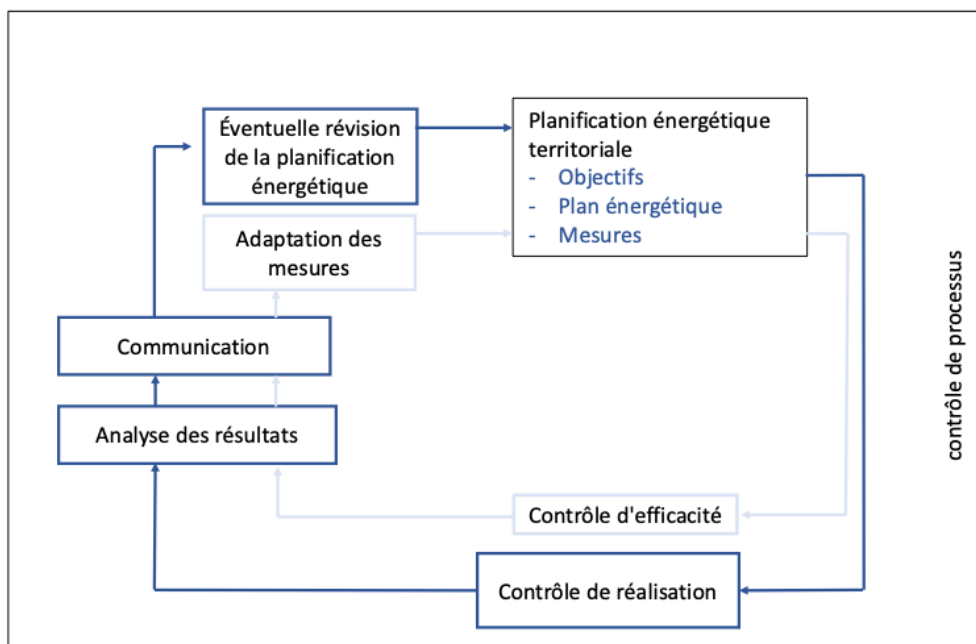 Éventuelle révision
de la planification
énergétique
Planification énergétique
territoriale
- Objectifs
- Plan énergétique
- Mesures
Adaptation des
mesures
Communication
Analyse des résultats
Contrôle d'efficacité
Contrôle de réalisation
contrôle de processus